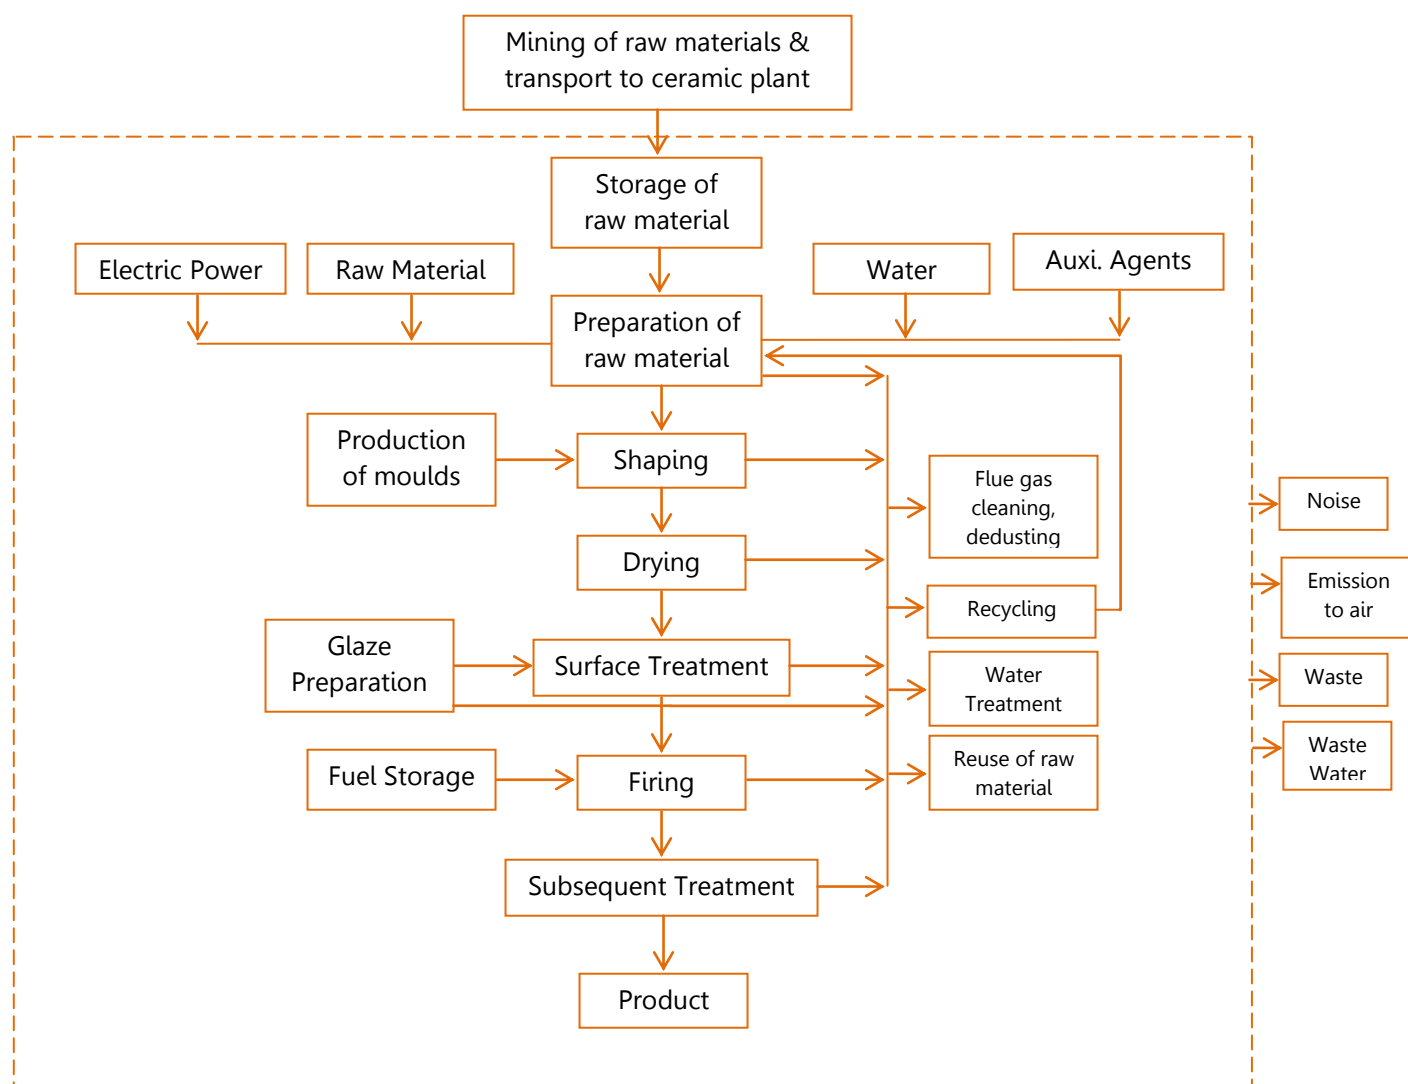 Mining of raw materials &
transport to ceramic plant
Storage of
raw material
Electric Power
Raw Material
Water
Auxi. Agents
Preparation of
raw material
Production
of moulds
Shaping
Flue gas
cleaning,
dedusting
Noise
Drying
Emission
to air
Recycling
Glaze
Preparation
Surface Treatment
Water
Treatment
Waste
Fuel Storage
Firing
Reuse of raw
material
Waste
Water
Subsequent Treatment
Product